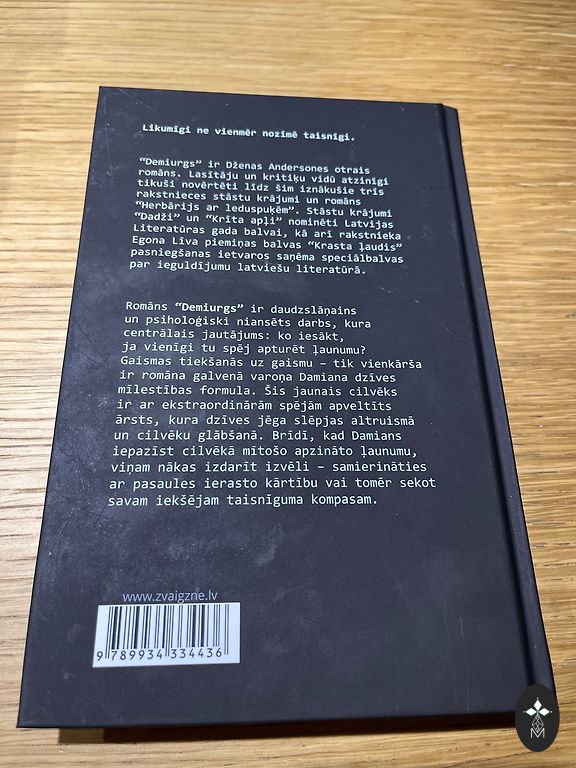 Likumīgi ne vienmēr nozīmē taisnīgi.
“Demiurgs” ir Dženas Andersones otrais
romāns. Lasītāju un kritiķu vidū atzinīgi
tikuši novērtēti līdz šim iznākušie trīs
rakstnieces stāstu krājumi un romāns
“Herbārijs ar leduspuķēm”. Stāstu krājumi
“Dadži” un “Krīta apļi” nominēti Latvijas
Literatūras gada balvai, kā arī rakstnieka
Egona Līva piemiņas balvas “Krasta ļaudis”
pasniegšanas ietvaros saņēma speciālbalvas
par ieguldījumu latviešu literatūrā.
Romāns “Demiurgs” ir daudzslāņains
un psiholoģiski niansēts darbs, kura
centrālais jautājums: ko iesākt,
ja vienīgi tu spēj apturēt ļaunumu?
Gaismas tiekšanās uz gaismu – tik vienkārša
ir romāna galvenā varoņa Damiana dzīves
mīlestības formula. Šis jaunais cilvēks
ir ar ekstraordinārām spējām apveltīts
ārsts, kura dzīves jēga slēpjas altruismā
un cilvēku glābšanā. Brīdī, kad Damians
iepazīst cilvēkā mītošo apzināto ļaunumu,
viņam nākas izdarīt izvēli – samierināties
ar pasaules ierasto kārtību vai tomēr sekot
savam iekšējam taisnīguma kompasam.
www.zvaigzne.lv
9 789934 334436
M